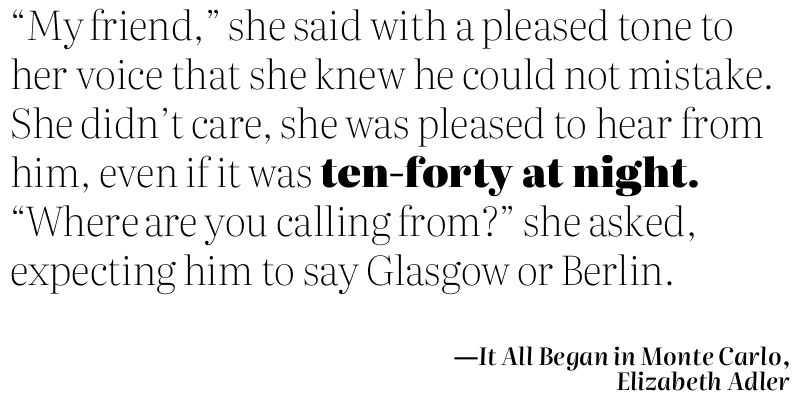 “My friend,” she said with a pleased tone to
her voice that she knew he could not mistake.
She didn’t care, she was pleased to hear from
him, even if it was ten-forty at night.
“Where are you calling from?” she asked,
expecting him to say Glasgow or Berlin.
—It All Began in Monte Carlo,
Elizabeth Adler